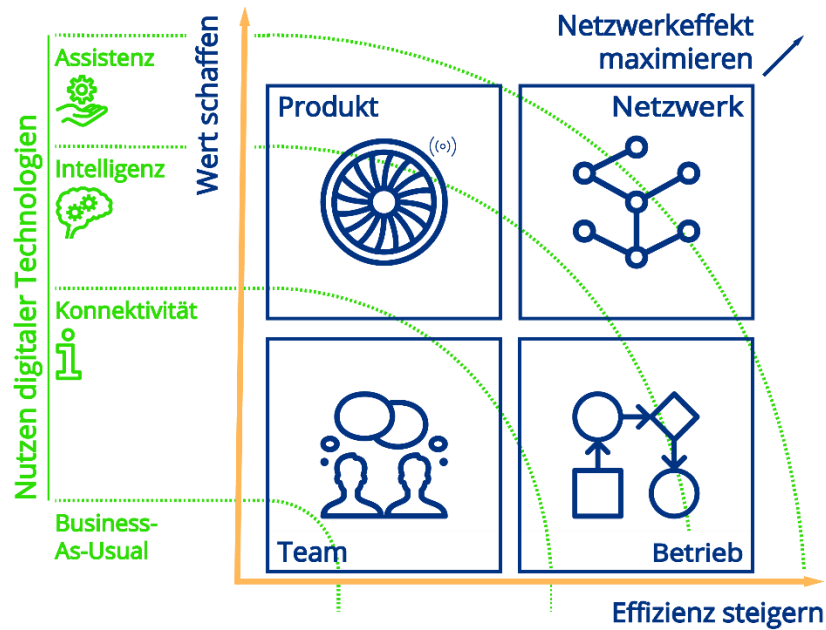 Nutzen digitaler Technologien
Assistenz
Intelligenz
Konnektivität
Business-
As-Usual
Wert schaffen
Netzwerkeffekt
maximieren
Produkt
Netzwerk
Team
Betrieb
Effizienz steigern